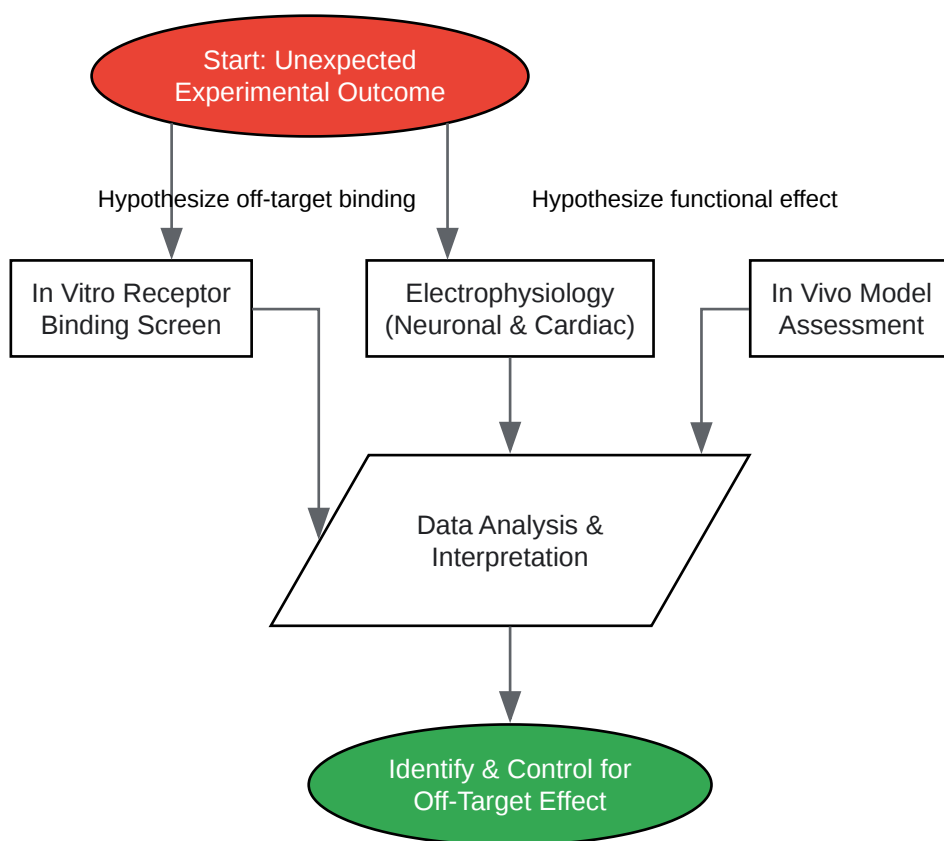 Start: Unexpected
Experimental Outcome
Hypothesize off-target binding
Hypothesize functional effect
In Vitro Receptor
Binding Screen
Electrophysiology
(Neuronal & Cardiac)
In Vivo Model
Assessment
Data Analysis &
Interpretation
Identify & Control for
Off-Target Effect